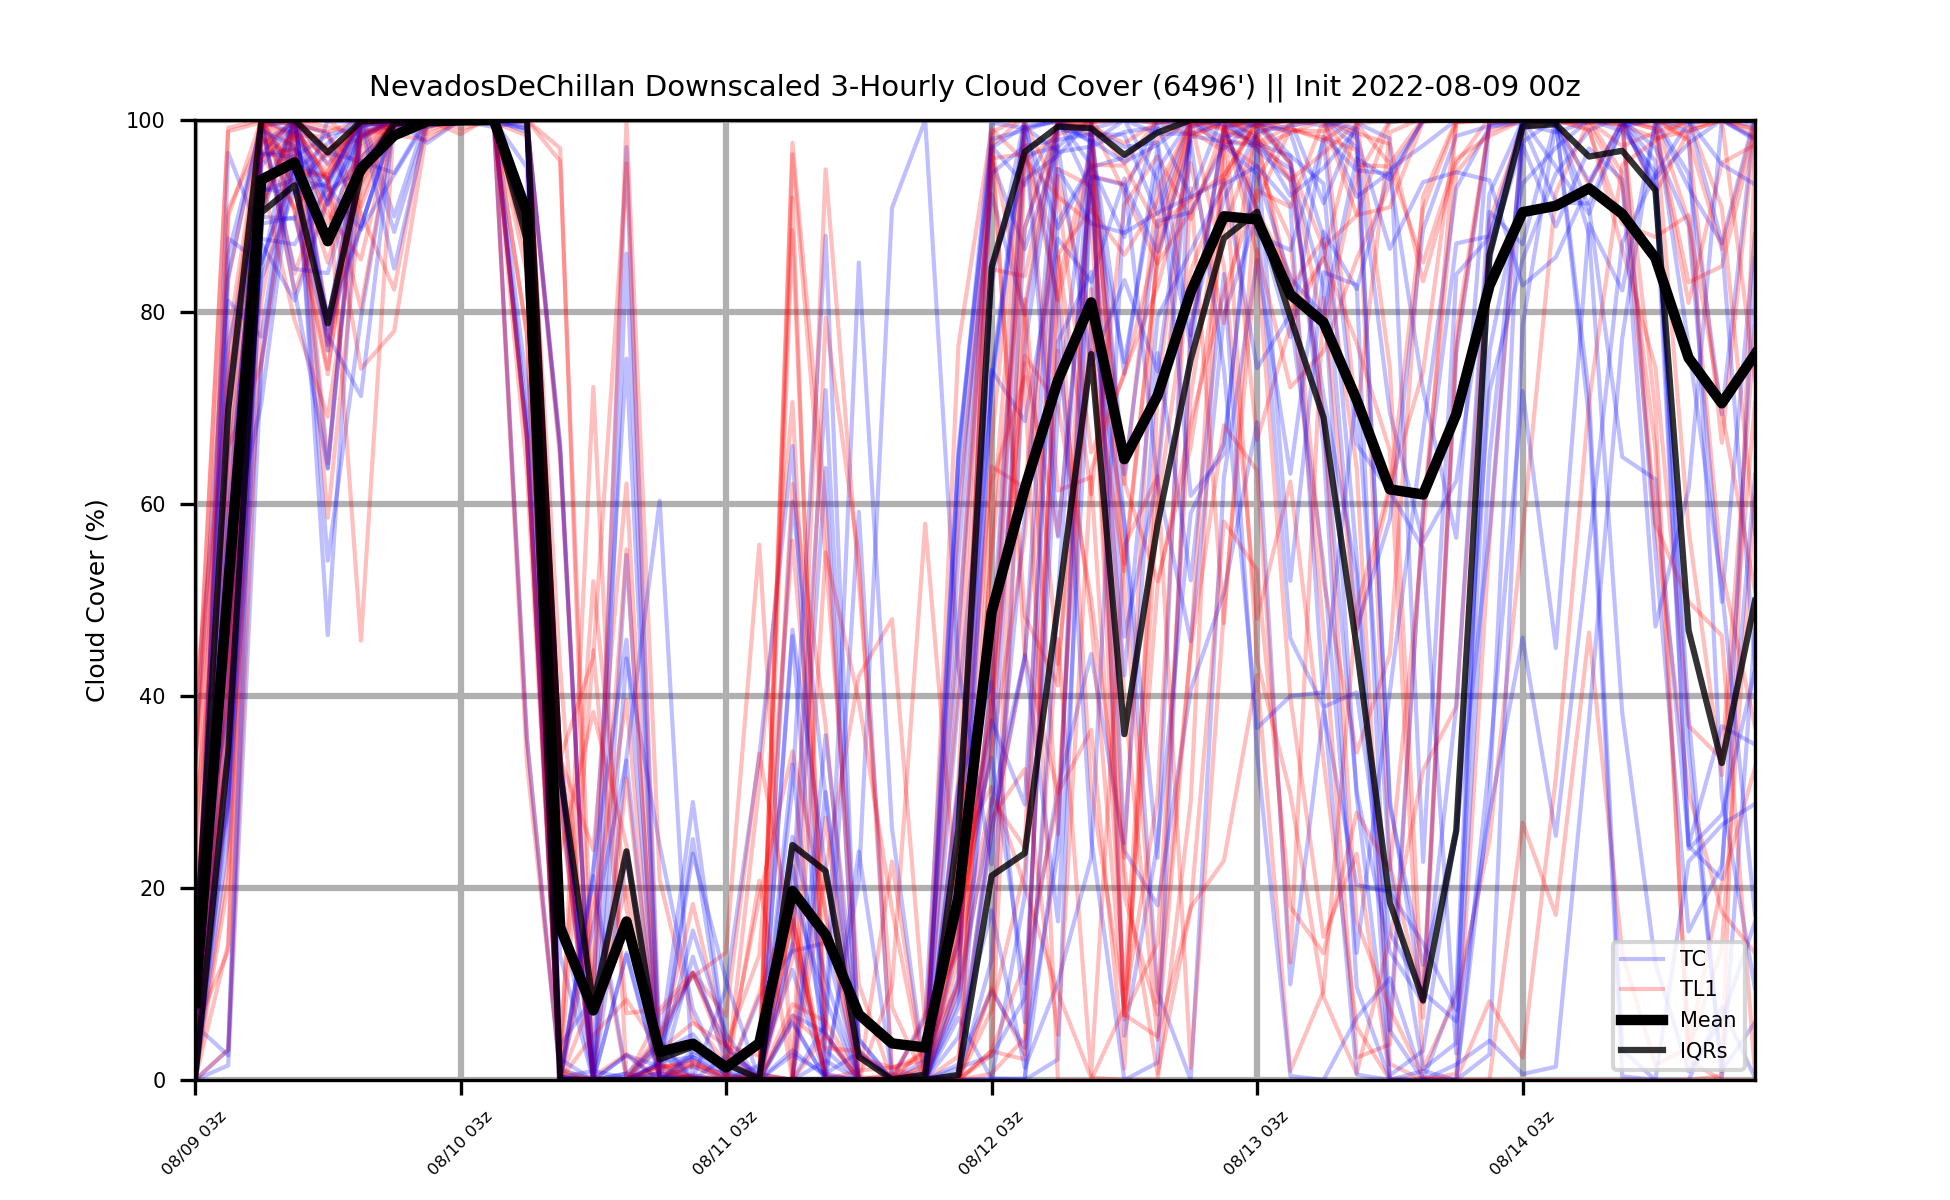 NevadosDeChillan Downscaled 3-Hourly Cloud Cover (6496') || Init 2022-08-09 00z
Cloud Cover (%)
100
80
60
40
20
0
08/09 03z
08/10 03z
08/11 03z
08/12 03z
08/13 03z
08/14 03z
TC
TL1
Mean
IQRs